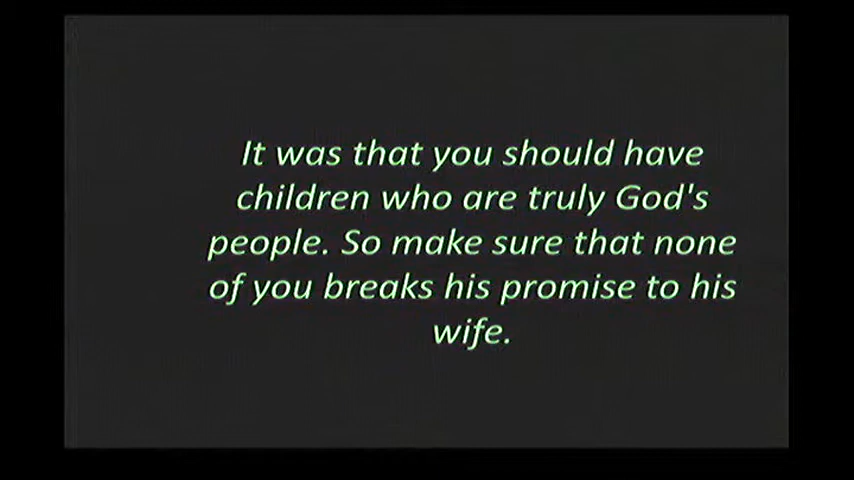 It was that you should have
children who are truly God's
people. So make sure that none
of you breaks his promise to his
wife.